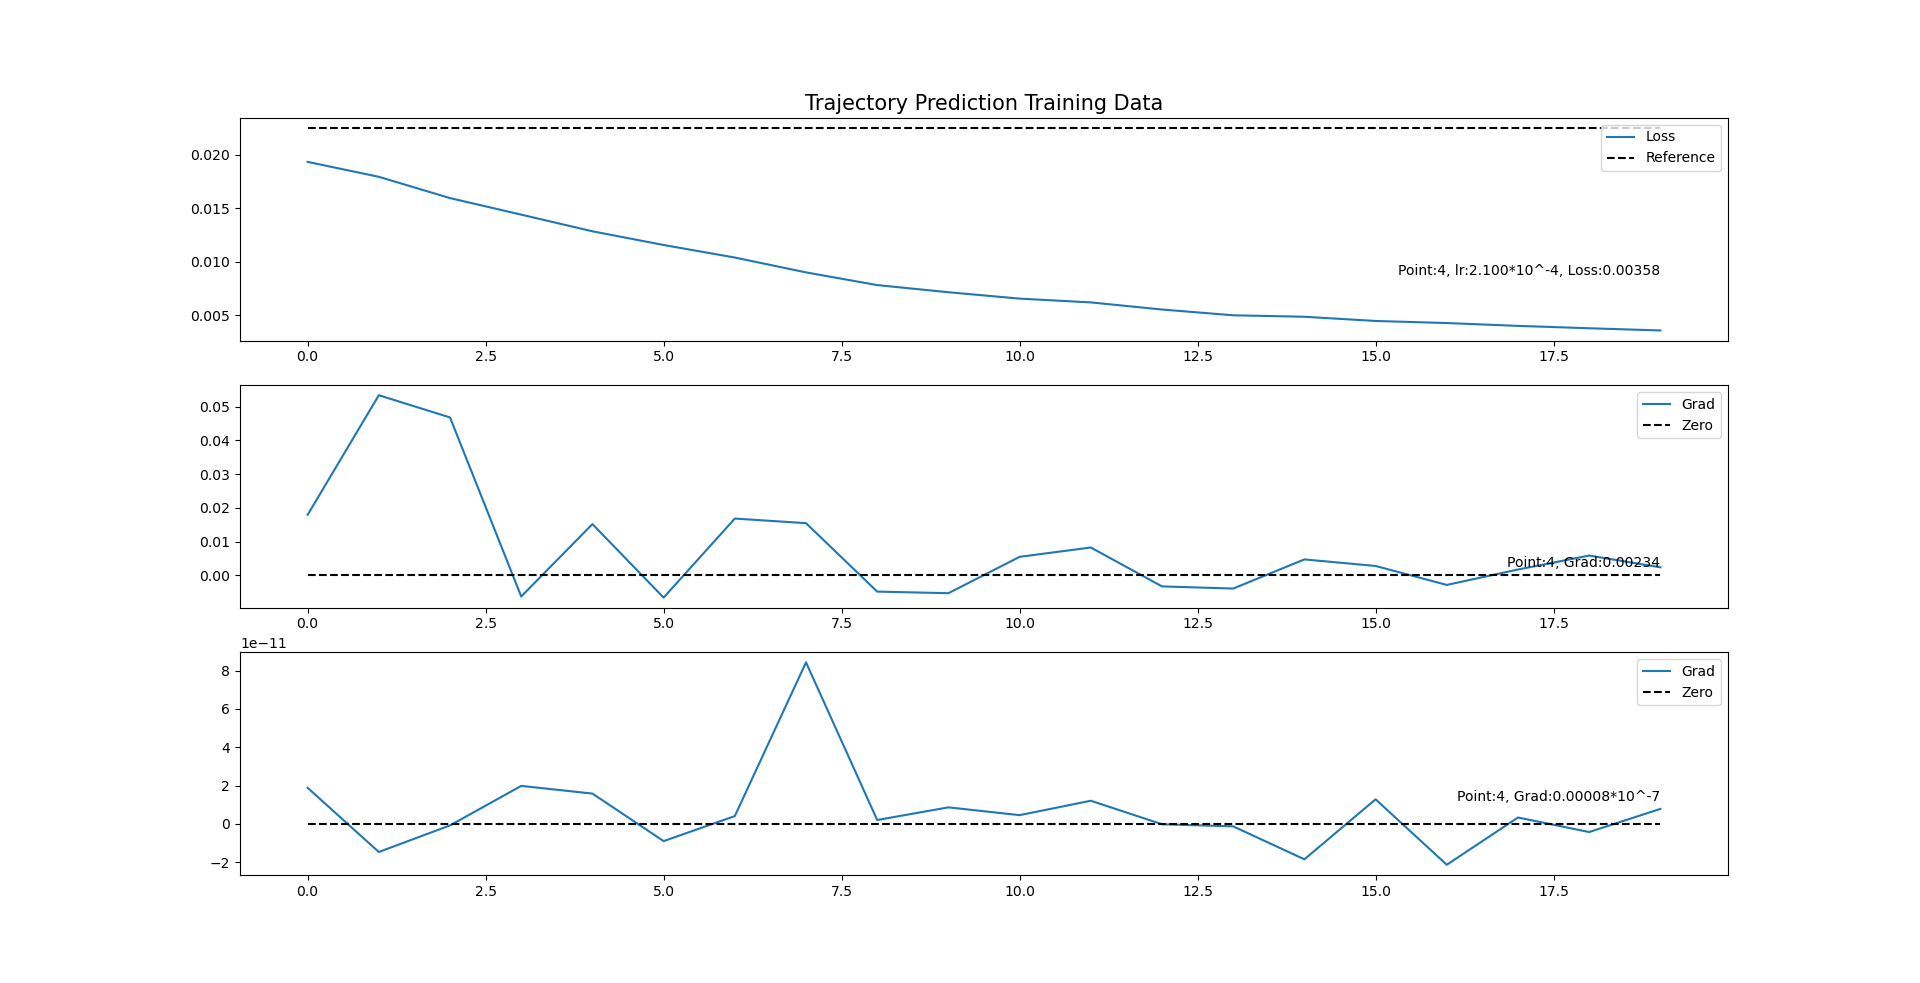 Trajectory Prediction Training Data
0.020
0.015
0.010
0.005
Loss
Reference
Point:4, lr:2.100*10^-4, Loss:0.00358
0.0 2.5 5.0 7.5 10.0 12.5 15.0 17.5
0.05
0.04
0.03
0.02
0.01
0.00
Grad
Zero
Point:4, Grad:0.00234
0.0 2.5 5.0 7.5 10.0 12.5 15.0 17.5
1e−11
8
6
4
2
0
−2
Grad
Zero
Point:4, Grad:0.00008*10^-7
0.0 2.5 5.0 7.5 10.0 12.5 15.0 17.5